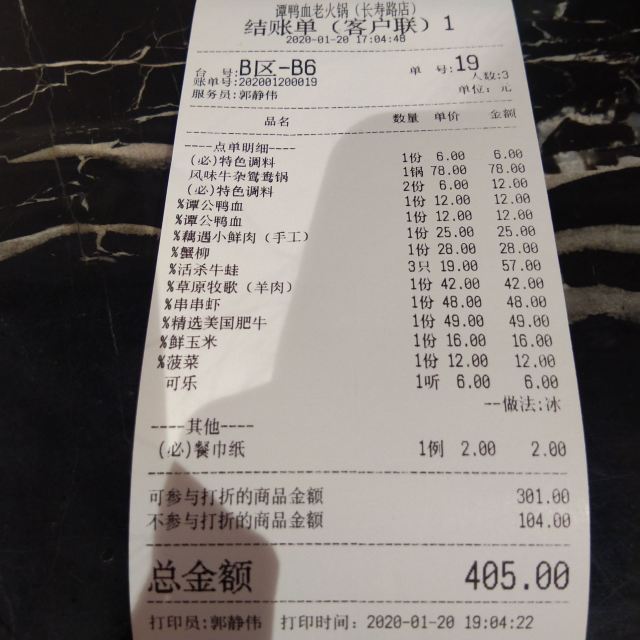 谭鸭血老火锅（长寿路店）
结账单（客户联）1
2020-01-20 17:04:48
台 号:B区-B6 单 号:19
账单号:202001200019 人数:3
服务员:郭静伟 单位: 元
品名 数量 单价 金额
----点单明细----
(必)特色调料 1份 6.00 6.00
风味牛杂鸳鸯锅 1锅 78.00 78.00
(必)特色调料 2份 6.00 12.00
%谭公鸭血 1份 12.00 12.00
%谭公鸭血 1份 12.00 12.00
%藕遇小鲜肉（手工） 1份 25.00 25.00
%蟹柳 1份 28.00 28.00
%活杀牛蛙 3只 19.00 57.00
%草原牧歌（羊肉） 1份 42.00 42.00
%串串虾 1份 48.00 48.00
%精选美国肥牛 1份 49.00 49.00
%鲜玉米 1份 16.00 16.00
%菠菜 1份 12.00 12.00
可乐 1听 6.00 6.00
--做法:冰
----其他----
(必)餐巾纸 1例 2.00 2.00
可参与打折的商品金额 301.00
不参与打折的商品金额 104.00
总金额 405.00
打印员:郭静伟 打印时间: 2020-01-20 19:04:22